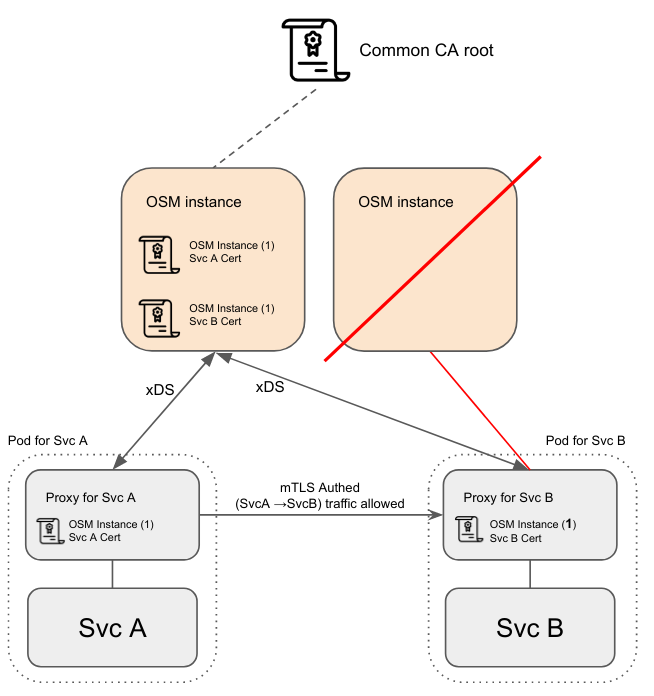 Common CA root
OSM instance
OSM instance
OSM Instance (1)
Svc A Cert
OSM Instance (1)
Svc B Cert
xDS
xDS
Pod for Svc A
Pod for Svc B
Proxy for Svc A
OSM Instance (1)
Svc A Cert
mTLS Authed
(SvcA →SvcB) traffic allowed
Proxy for Svc B
OSM Instance (1)
Svc B Cert
Svc A
Svc B